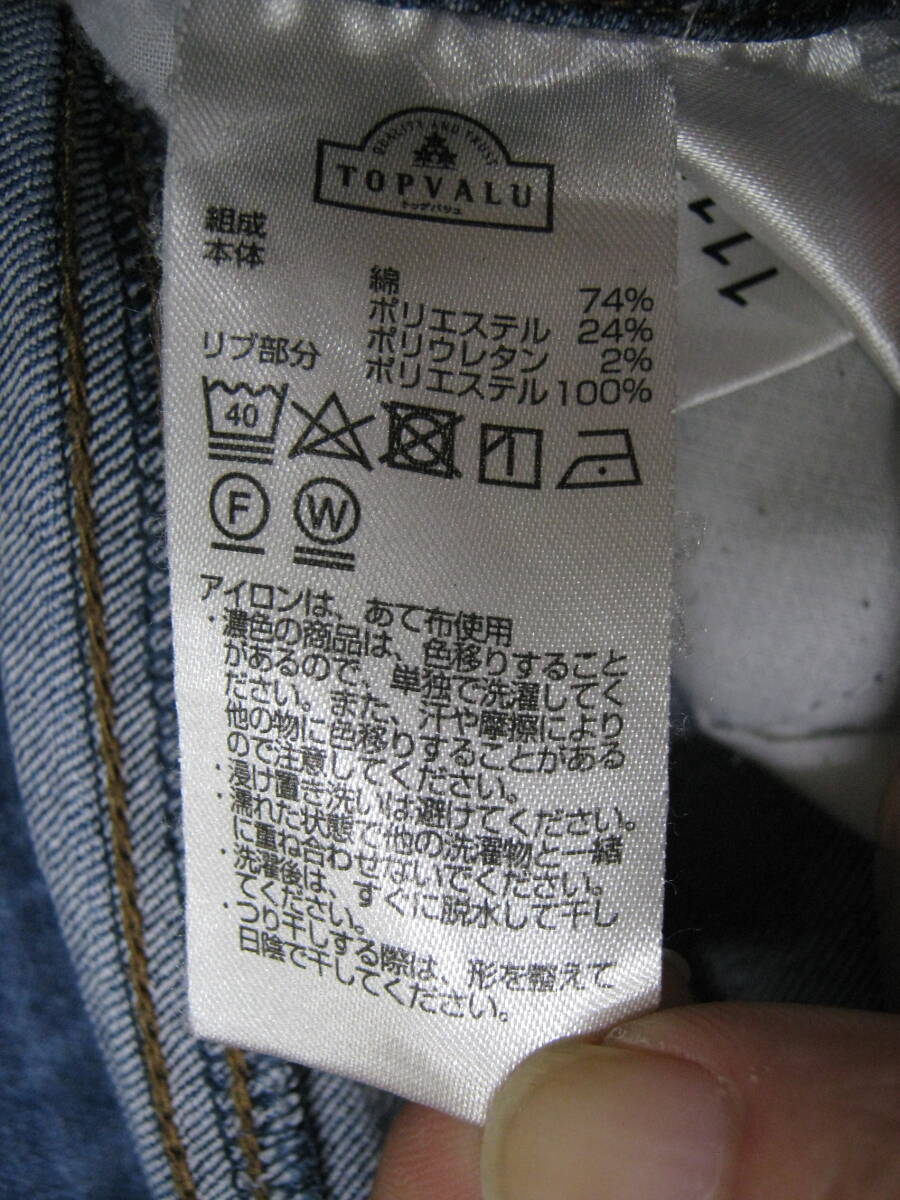 QUALITY AND TRUST
TOPVALU
トップバリュ
組成
本体
綿 74%
ポリエステル 24%
ポリウレタン 2%
リブ部分 ポリエステル 100%
40
F W
アイロンは、あて布使用
・濃色の商品は、色移りすること
があるので、単独で洗濯してく
ださい。また、汗や摩擦により
他の物に色移りすることがある
ので注意してください。
・浸け置き洗いは避けてください。
・濡れた状態で他の洗濯物と一緒
に重ね合わせないでください。
・洗濯後は、すぐに脱水して干し
てください。
・つり干しする際は、形を整えて
日陰で干してください。